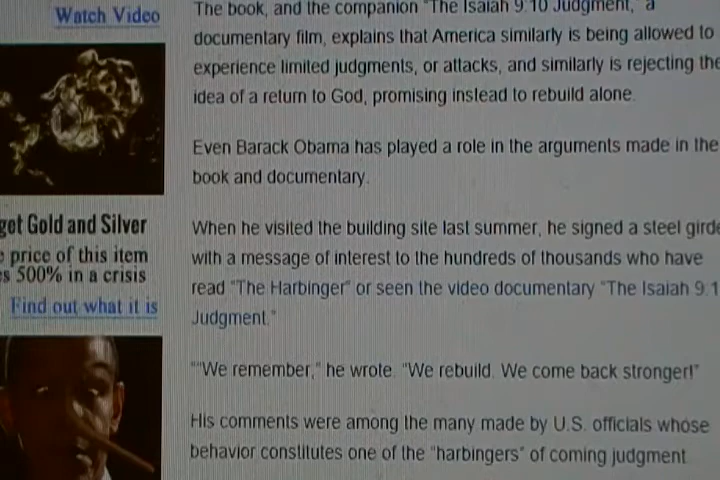 Watch Video
get Gold and Silver
price of this item
500% in a crisis
Find out what it is
The book, and the companion "The Isaiah 9:10 Judgment," a
documentary film, explains that America similarly is being allowed to
experience limited judgments, or attacks, and similarly is rejecting the
idea of a return to God, promising instead to rebuild alone.
Even Barack Obama has played a role in the arguments made in the
book and documentary.
When he visited the building site last summer, he signed a steel girde
with a message of interest to the hundreds of thousands who have
read "The Harbinger" or seen the video documentary "The Isaiah 9:1
Judgment."
""We remember," he wrote. "We rebuild. We come back stronger!"
His comments were among the many made by U.S. officials whose
behavior constitutes one of the "harbingers" of coming judgment